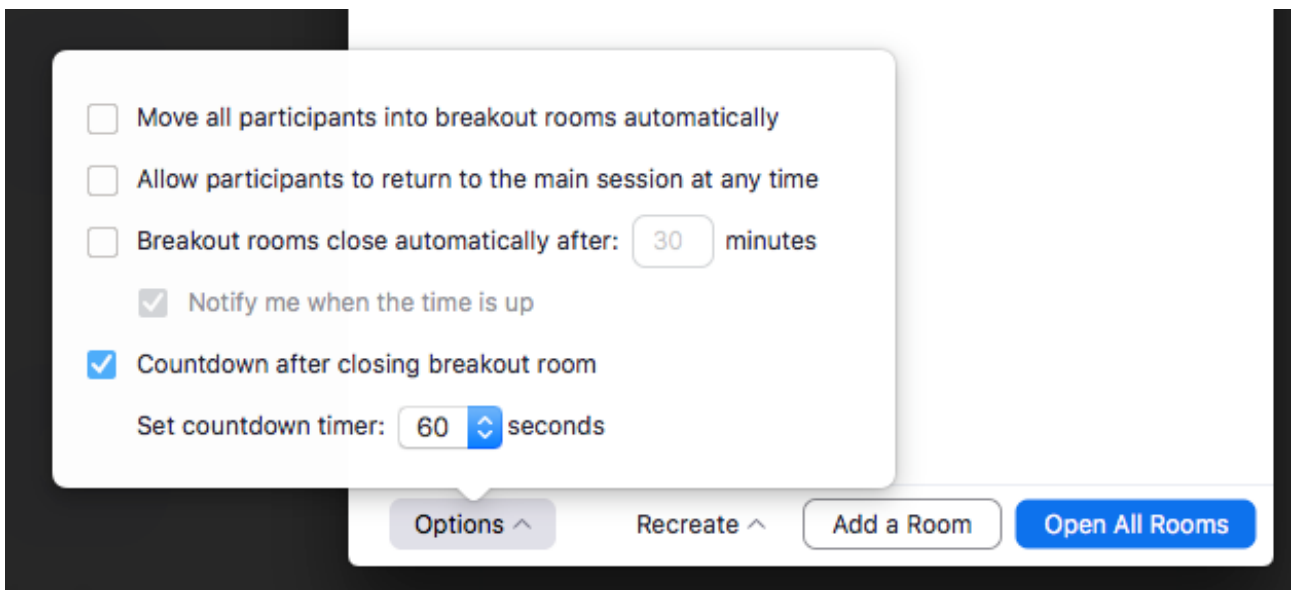 Move all participants into breakout rooms automatically
Allow participants to return to the main session at any time
Breakout rooms close automatically after: 30 minutes
Notify me when the time is up
Countdown after closing breakout room
Set countdown timer: 60 seconds
Options Recreate Add a Room Open All Rooms